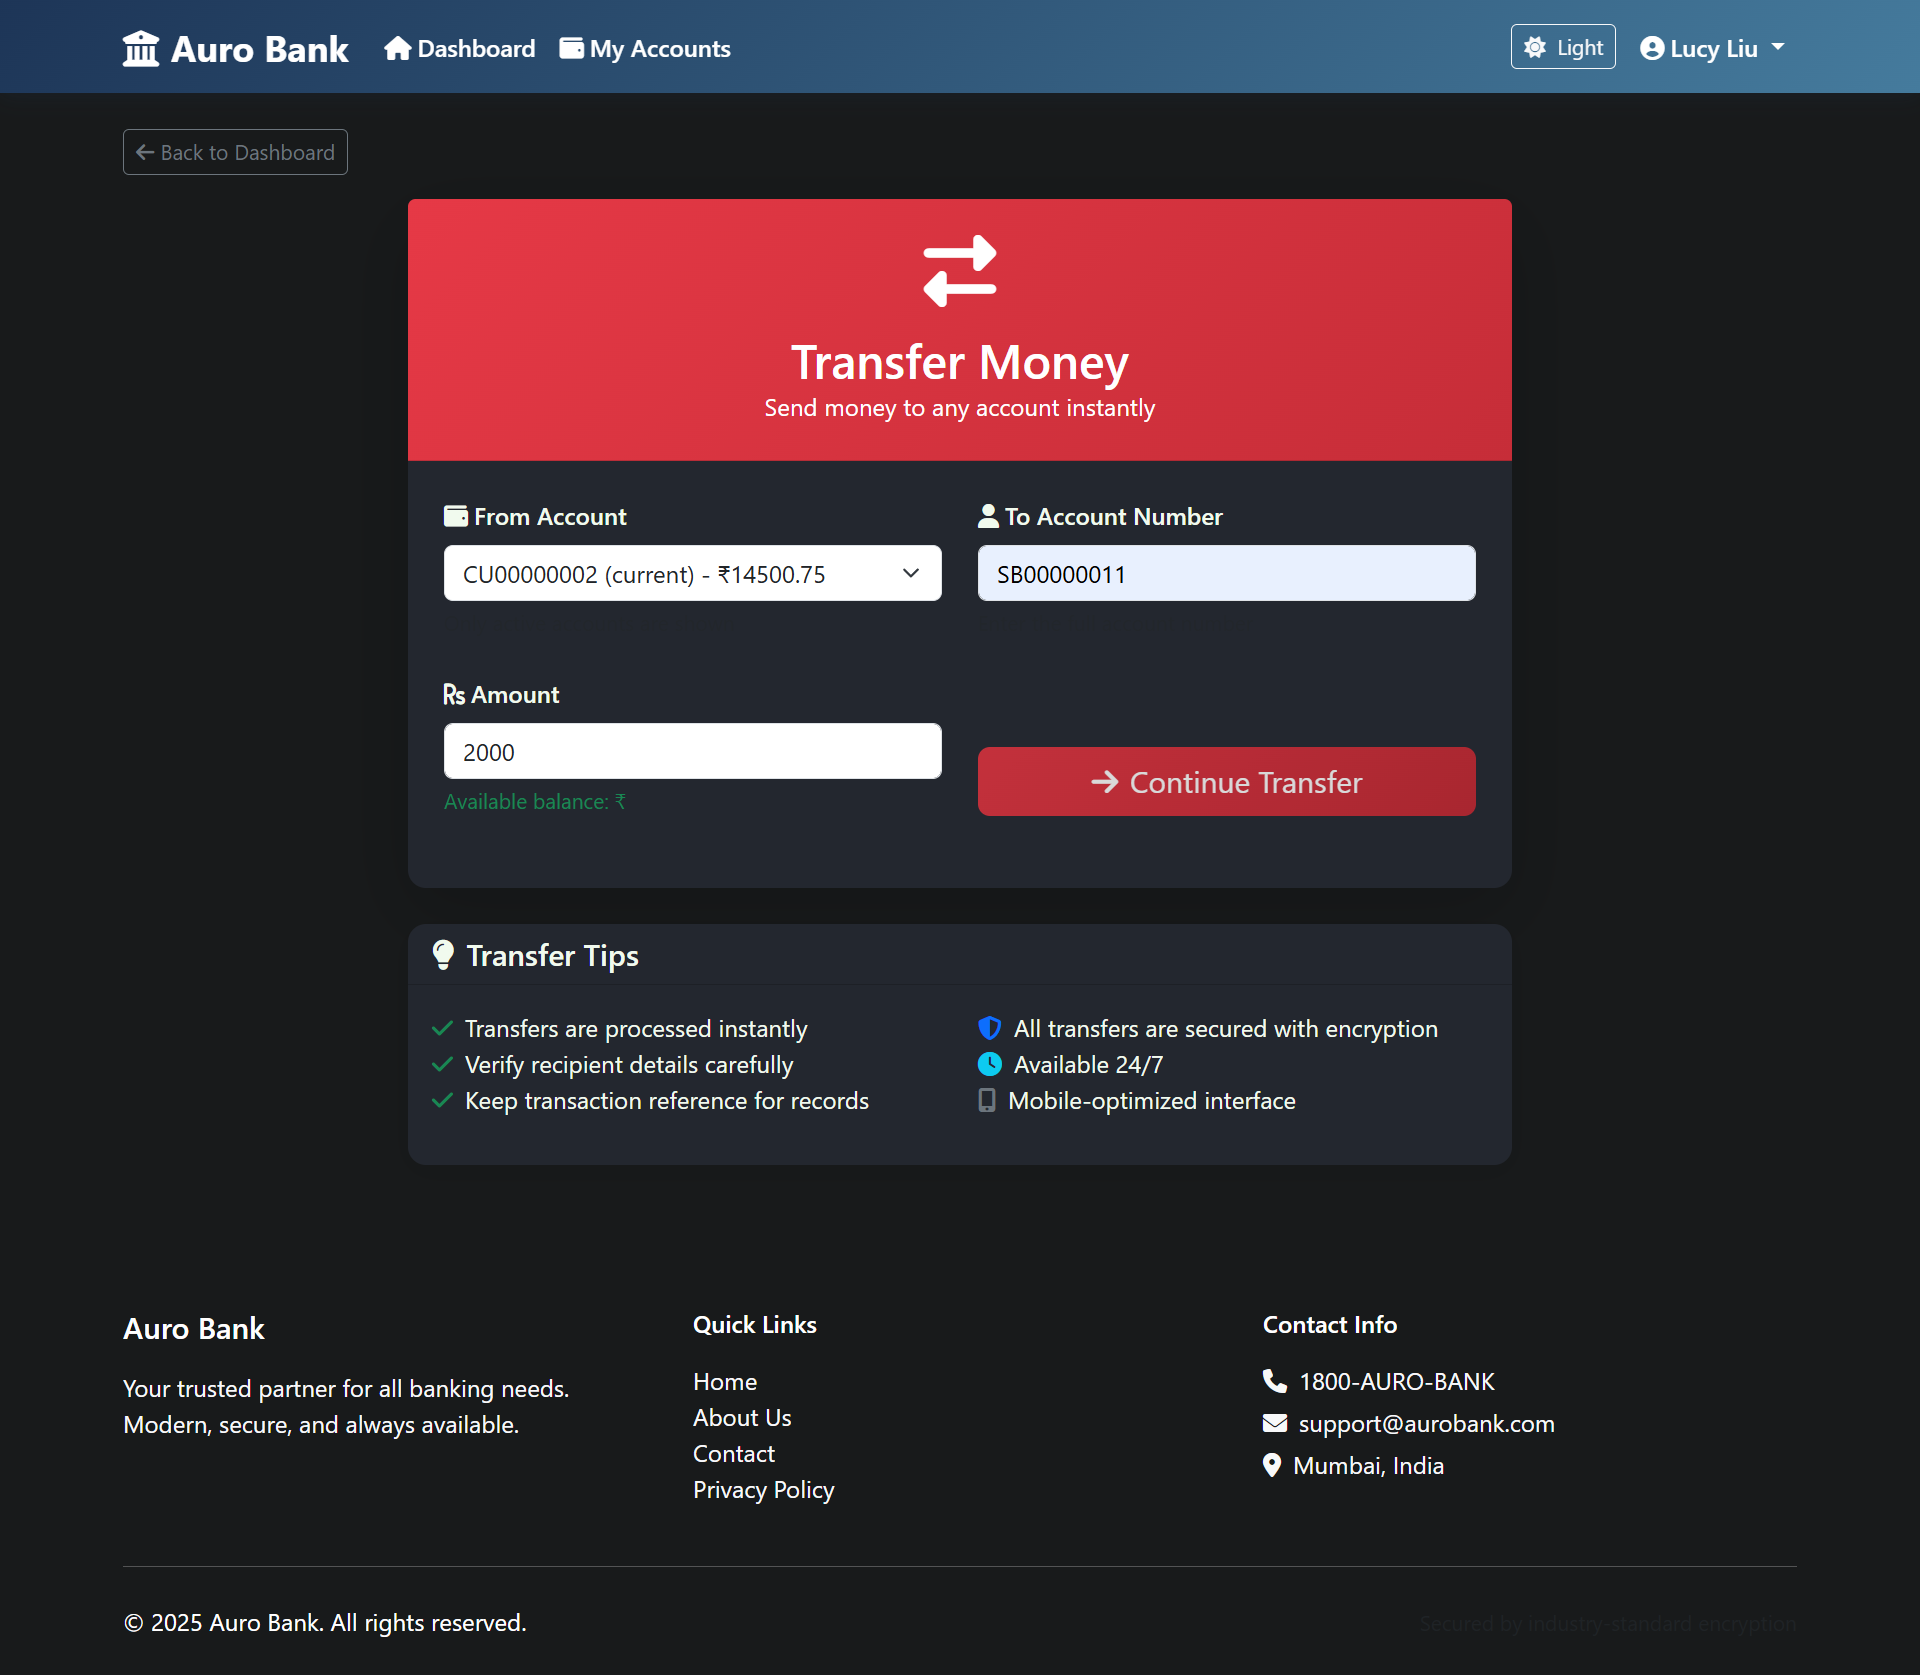 Auro Bank
Dashboard
My Accounts
Light
Lucy Liu
Back to Dashboard
Transfer Money
Send money to any account instantly
From Account
To Account Number
CU00000002 (current) - ₹14500.75
SB00000011
Amount
2000
Available balance: ₹
Continue Transfer
Transfer Tips
Transfers are processed instantly
Verify recipient details carefully
Keep transaction reference for records
All transfers are secured with encryption
Available 24/7
Mobile-optimized interface
Auro Bank
Your trusted partner for all banking needs.
Modern, secure, and always available.
Quick Links
Home
About Us
Contact
Privacy Policy
Contact Info
1800-AURO-BANK
support@aurobank.com
Mumbai, India
© 2025 Auro Bank. All rights reserved.
Secured by industry-standard encryption